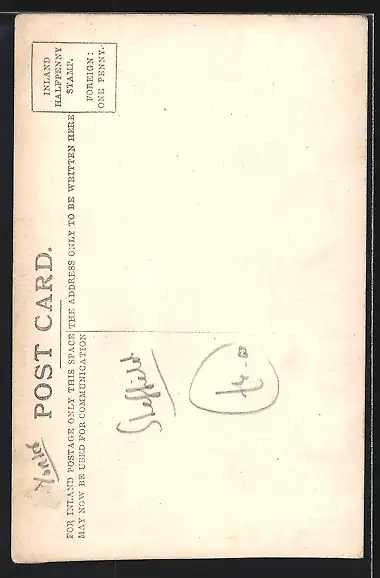 Yorks
POST CARD.
INLAND
HALFPENNY
STAMP.
FOREIGN:
ONE PENNY.
FOR INLAND POSTAGE ONLY THIS SPACE
MAY NOW BE USED FOR COMMUNICATION
THE ADDRESS ONLY TO BE WRITTEN HERE
Sheffield